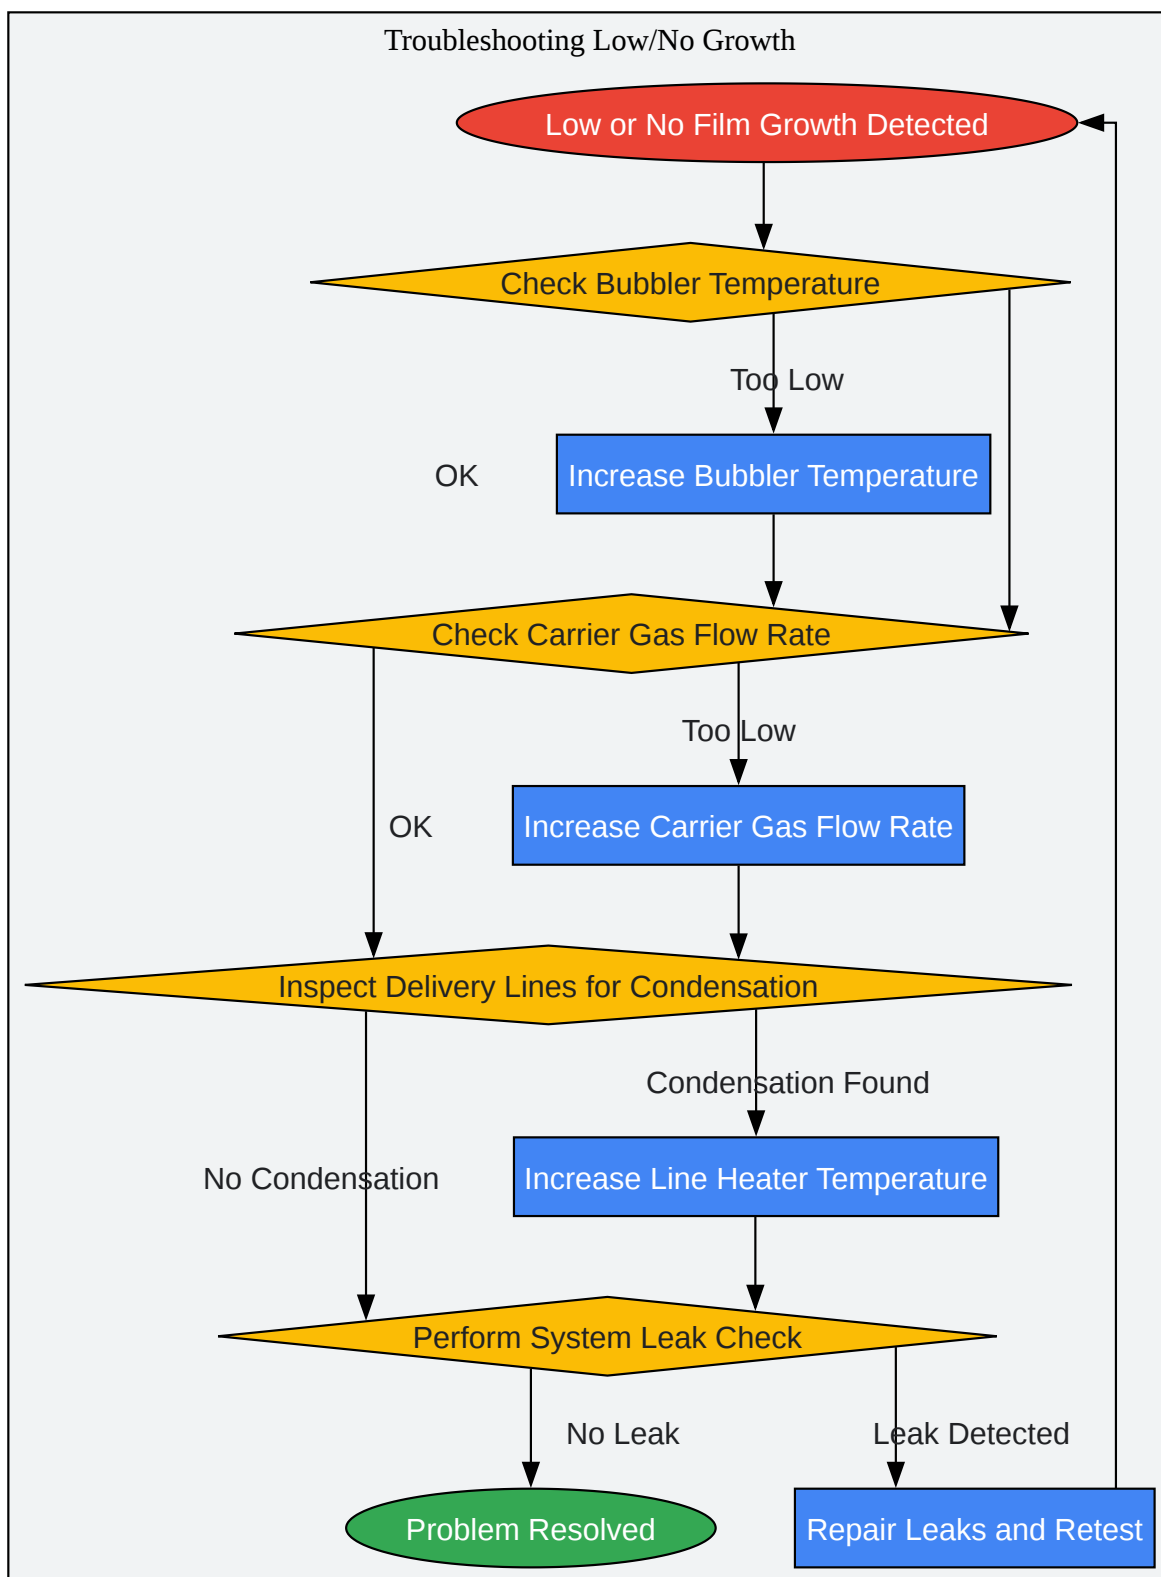 Troubleshooting Low/No Growth
Low or No Film Growth Detected
Check Bubbler Temperature
Too Low
OK
Increase Bubbler Temperature
Check Carrier Gas Flow Rate
Too Low
OK
Increase Carrier Gas Flow Rate
Inspect Delivery Lines for Condensation
Condensation Found
No Condensation
Increase Line Heater Temperature
Perform System Leak Check
No Leak
Leak Detected
Problem Resolved
Repair Leaks and Retest